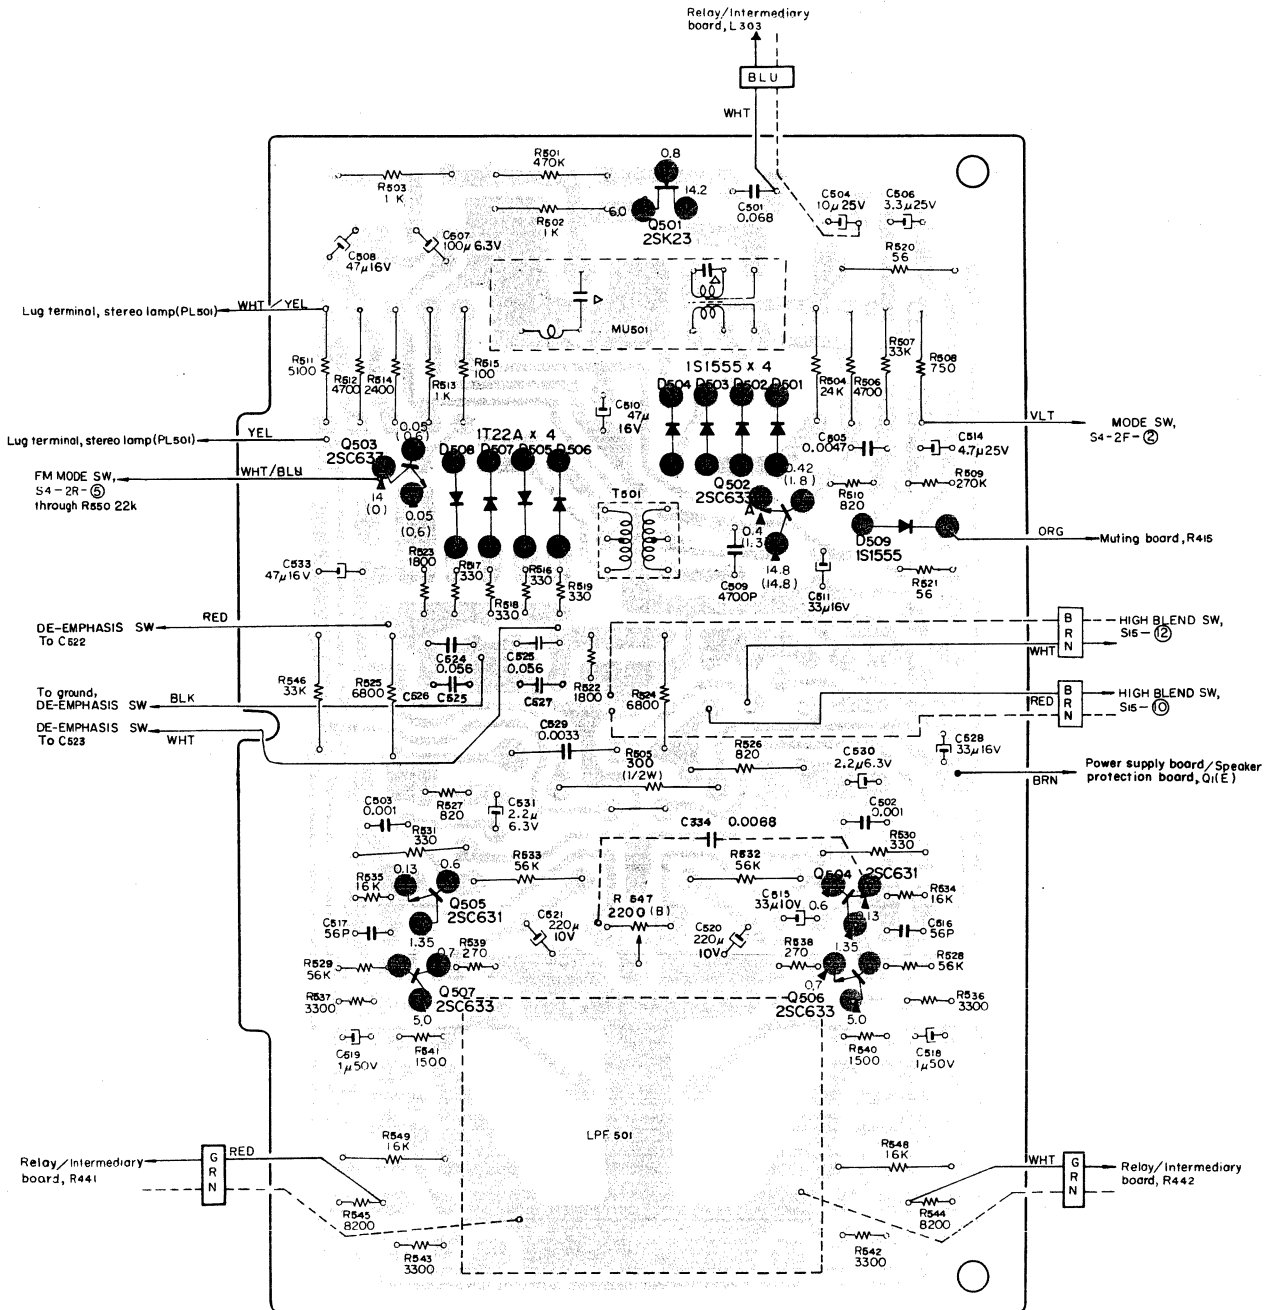 Relay/Intermediary
board, L303
BLU
WHT
R501
470K
0.8
R503
1K
14.2
C501
0.068
C504
10μ25V
C506
3.3μ25V
R502
1K
6.0
Q501
2SK23
C507
100μ6.3V
C508
47μ16V
R520
56
WHT/YEL
Lug terminal, stereo lamp(PL501)
MU501
R511
5100
R512
4700
R514
2400
R513
1K
R515
100
1S1555 x 4
D504
D503
D502
D501
R504
24K
R506
4700
R507
33K
R508
750
C510
47μ
16V
VLT
MODE SW,
S4-2F-②
0.05
(0.6)
1T22A x 4
YEL
Lug terminal, stereo lamp(PL501)
Q503
2SC633
D508
D507
D505
D506
C505
0.0047
C514
4.7μ25V
WHT/BLU
FM MODE SW,
S4-2R-⑤
through R550 22k
Q502
2SC633
0.42
(1.8)
R509
270K
R510
820
14
(0)
0.05
(0,6)
T501
A
0.4
(1.3
D509
1S1555
ORG
Muting board, R415
R523
1800
R517
330
R516
330
R519
330
R518
330
C533
47μ16V
14.8
(14.8)
C509
4700P
C511
33μ16V
R521
56
RED
DE-EMPHASIS SW
To C522
BRN
HIGH BLEND SW,
S15-⑫
WHT
C524
0.056
C525
0.056
R546
33K
R525
6800
C526
C525
C527
R522
1800
R524
6800
To ground,
DE-EMPHASIS SW
BLK
RED
BRN
HIGH BLEND SW,
S15-⑩
DE-EMPHASIS SW
To C523
WHT
C529
0.0033
R505
300
(1/2W)
R526
820
C530
2.2μ6.3V
C528
33μ16V
BRN
Power supply board/Speaker
protection board, Q1(E)
C503
0.001
R527
820
C531
2.2μ
6.3V
C502
0.001
C334 0.0068
R531
330
R530
330
R533
56K
R532
56K
R535
16K
0.13
0.6
Q504
2SC631
R534
16K
Q505
2SC631
C515
33μ10V
0.6
0.13
R 547
2200 (B)
C517
56P
C521
220μ
10V
C520
220μ
10V
C516
56P
1.35
0.7
R539
270
R538
270
1.35
R529
56K
R528
56K
0.7
R537
3300
Q507
2SC633
Q506
2SC633
R536
3300
5.0
5.0
C519
1μ50V
R541
1500
R540
1500
C518
1μ50V
LPF 501
R549
16K
R548
16K
Relay/Intermediary
board, R441
GRN
RED
WHT
GRN
Relay/Intermediary
board, R442
R545
8200
R544
8200
R543
3300
R542
3300